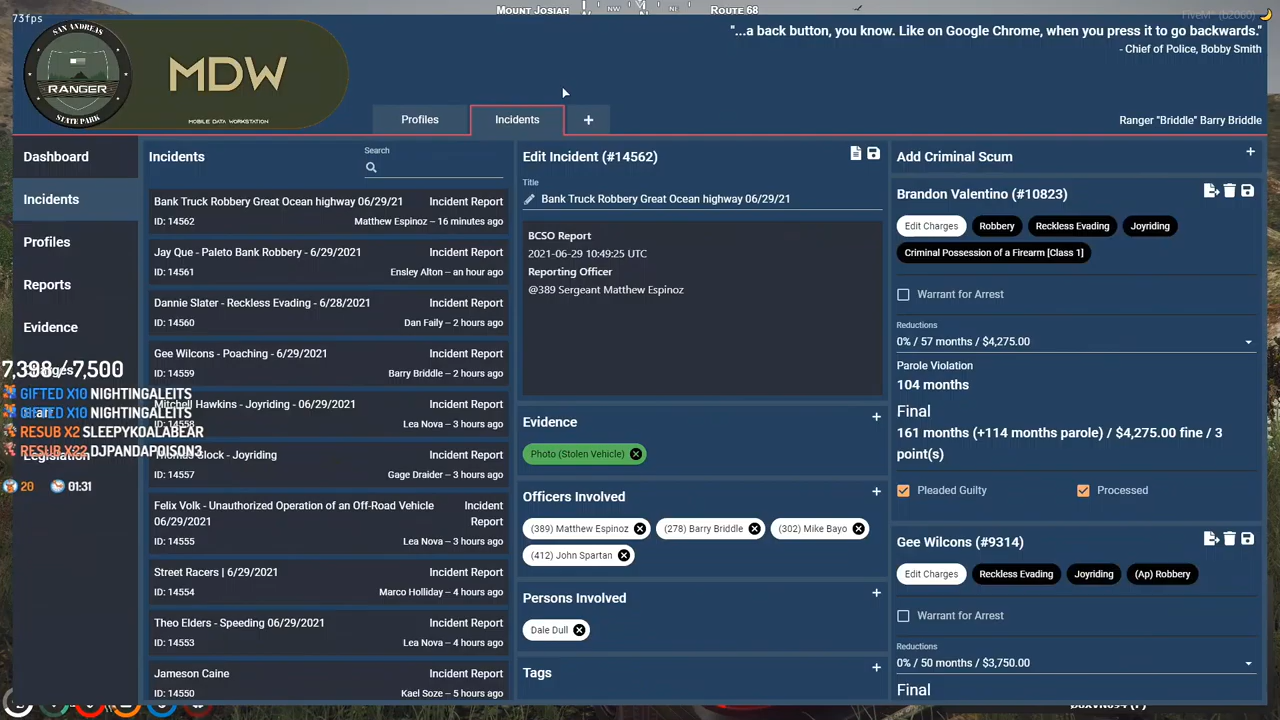 73fps
MOUNT JOSIAH
NW
N
NE
ROUTE 68
FiveM® (b2060)
SAN ANDREAS
RANGER
STATE PARK
MDW
MOBILE DATA WORKSTATION
"...a back button, you know. Like on Google Chrome, when you press it to go backwards."
- Chief of Police, Bobby Smith
Profiles
Incidents
+
Ranger "Briddle" Barry Briddle
Dashboard
Incidents
Profiles
Reports
Evidence
Legislation
7,398 / 7,500
GIFTED X10 NIGHTINGALEITS
GIFTED X10 NIGHTINGALEITS
RESUB X2 SLEEPYKOALABEAR
RESUB X22 DJPANDAPOISON3
20
01:31
Incidents
Search
Bank Truck Robbery Great Ocean highway 06/29/21 Incident Report
ID: 14562 Matthew Espinoz – 16 minutes ago
Jay Que - Paleto Bank Robbery - 6/29/2021 Incident Report
ID: 14561 Ensley Alton – an hour ago
Dannie Slater - Reckless Evading - 6/28/2021 Incident Report
ID: 14560 Dan Faily – 2 hours ago
Gee Wilcons - Poaching - 6/29/2021 Incident Report
ID: 14559 Barry Briddle – 2 hours ago
Mitchell Hawkins - Joyriding - 06/29/2021 Incident Report
ID: 14558 Lea Nova – 3 hours ago
Block - Joyriding Incident Report
ID: 14557 Gage Draider – 3 hours ago
Felix Volk - Unauthorized Operation of an Off-Road Vehicle Incident
06/29/2021 Report
ID: 14555 Lea Nova – 3 hours ago
Street Racers | 6/29/2021 Incident Report
ID: 14554 Marco Holliday – 4 hours ago
Theo Elders - Speeding 06/29/2021 Incident Report
ID: 14553 Lea Nova – 4 hours ago
Jameson Caine Incident Report
ID: 14550 Kael Soze – 5 hours ago
Edit Incident (#14562)
Title
Bank Truck Robbery Great Ocean highway 06/29/21
BCSO Report
2021-06-29 10:49:25 UTC
Reporting Officer
@389 Sergeant Matthew Espinoz
Evidence
+
Photo (Stolen Vehicle)
Officers Involved
+
(389) Matthew Espinoz (278) Barry Briddle (302) Mike Bayo
(412) John Spartan
Persons Involved
+
Dale Dull
Tags
+
Add Criminal Scum
+
Brandon Valentino (#10823)
Edit Charges Robbery Reckless Evading Joyriding
Criminal Possession of a Firearm [Class 1]
Warrant for Arrest
Reductions
0% / 57 months / $4,275.00
Parole Violation
104 months
Final
161 months (+114 months parole) / $4,275.00 fine / 3
point(s)
Pleaded Guilty Processed
Gee Wilcons (#9314)
Edit Charges Reckless Evading Joyriding (Ap) Robbery
Warrant for Arrest
Reductions
0% / 50 months / $3,750.00
Final